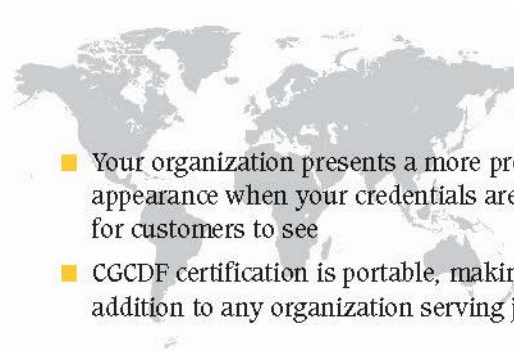 Your organization presents a more pr
appearance when your credentials are
for customers to see
CGCDF certification is portable, makin
addition to any organization serving j